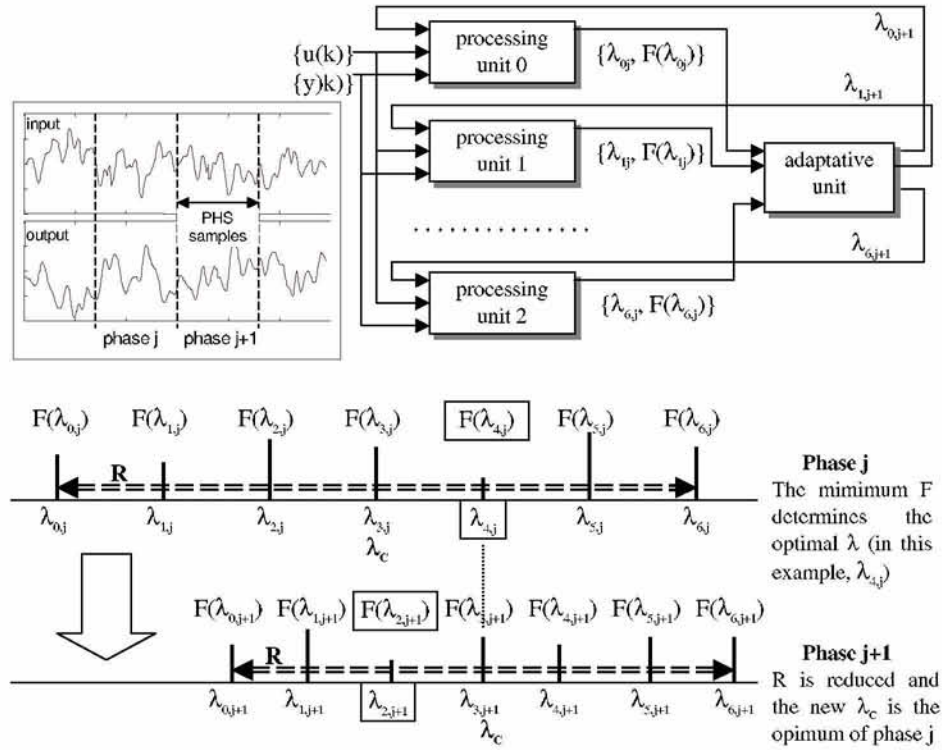 processing
unit 0
{u(k)}
{y)k)}
{λ0j, F(λ0j)}
λ0,j+1
λ1,j+1
input
processing
unit 1
{λ1j, F(λ1j)}
adaptative
unit
PHS
samples
output
. . . . . . . . . . . . . . .
λ6,j+1
processing
unit 2
{λ6,j, F(λ6,j)}
phase j
phase j+1
F(λ0,j) F(λ1,j) F(λ2,j) F(λ3,j) F(λ4,j) F(λ5,j) F(λ6,j)
R
λ0,j λ1,j λ2,j λ3,j λ4,j λ5,j λ6,j
λC
Phase j
The mimimum F
determines the
optimal λ (in this
example, λ4,j)
F(λ0,j+1) F(λ1,j+1) F(λ2,j+1) F(λ3,j+1) F(λ4,j+1) F(λ5,j+1) F(λ6,j+1)
R
λ0,j+1 λ1,j+1 λ2,j+1 λ3,j+1 λ4,j+1 λ5,j+1 λ6,j+1
λC
Phase j+1
R is reduced and
the new λC is the
opimum of phase j